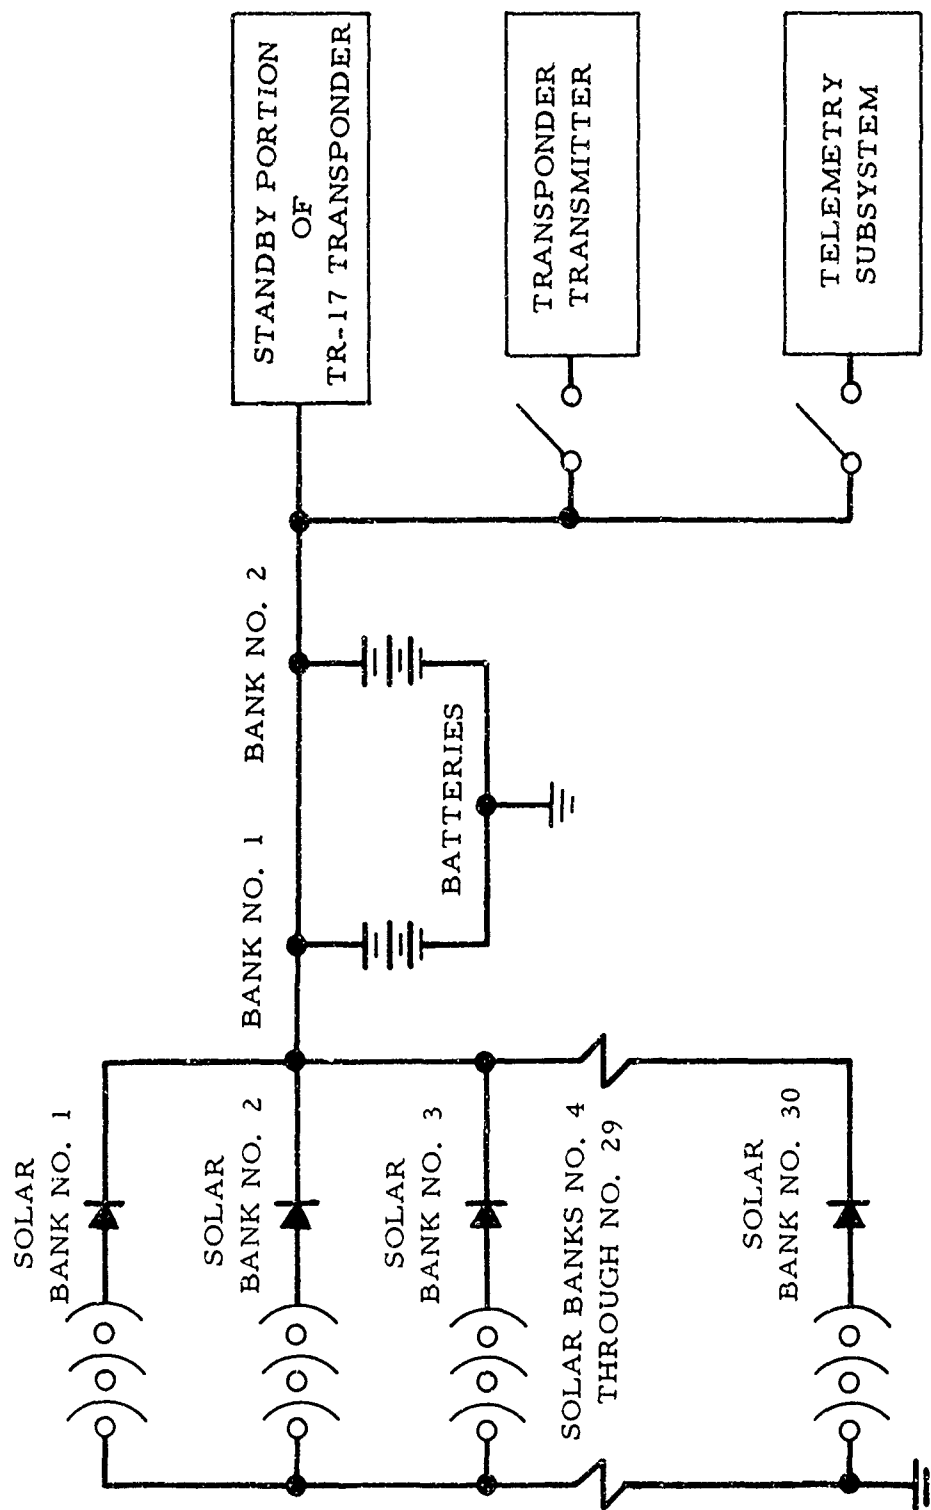 SOLAR
BANK NO. 1
SOLAR
BANK NO. 2
SOLAR
BANK NO. 3
SOLAR BANKS NO. 4
THROUGH NO. 29
SOLAR
BANK NO. 30
BANK NO. 1
BANK NO. 2
BATTERIES
STANDBY PORTION
OF
TR-17 TRANSPONDER
TRANSPONDER
TRANSMITTER
TELEMETRY
SUBSYSTEM